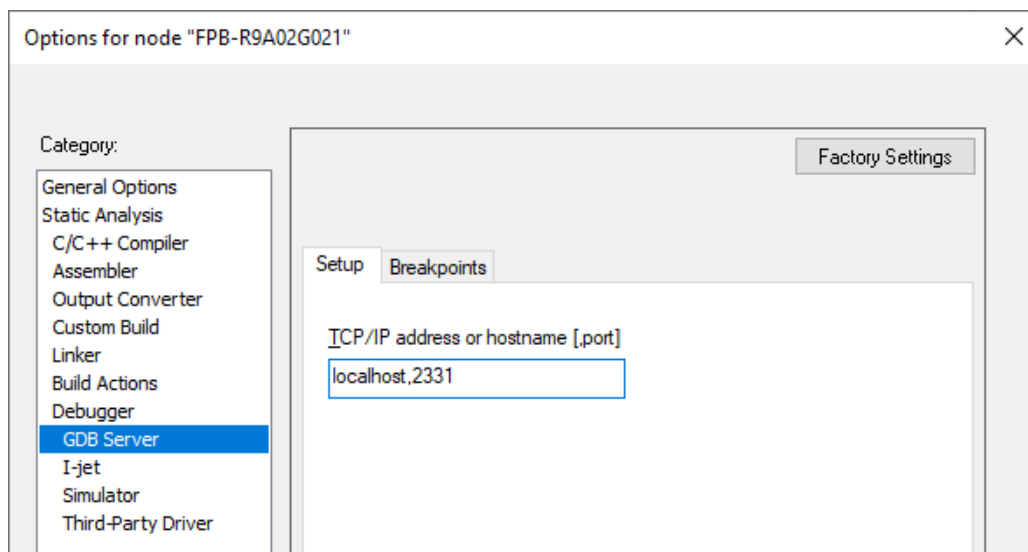 Options for node "FPB-R9A02G021"
Category:
Factory Settings
General Options
Static Analysis
C/C++ Compiler
Assembler
Output Converter
Custom Build
Linker
Build Actions
Debugger
GDB Server
I-jet
Simulator
Third-Party Driver
Setup
Breakpoints
TCP/IP address or hostname [,port]
localhost,2331